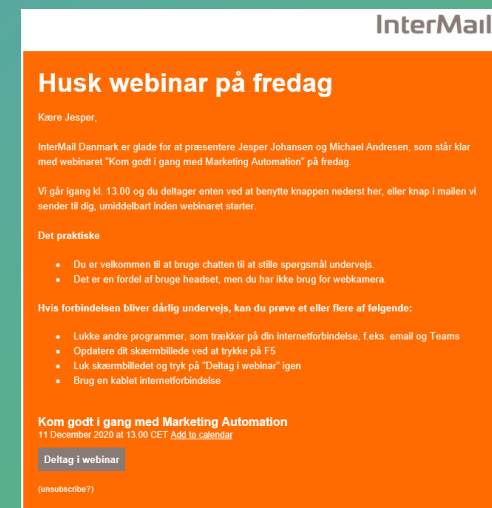 InterMail
Husk webinar på fredag
Kære Jesper,
InterMail Danmark er glade for at præsentere Jesper Johansen og Michael Andresen, som står klar
med webinaret "Kom godt i gang med Marketing Automation" på fredag.
Vi går igang kl. 13.00 og du deltager enten ved at benytte knappen nederst her, eller knap i mailen vi
sender til dig, umiddelbart inden webinaret starter.
Det praktiske
• Du er velkommen til at bruge chatten til at stille spørgsmål undervejs.
• Det er en fordel af bruge headset, men du har ikke brug for webkamera.
Hvis forbindelsen bliver dårlig undervejs, kan du prøve et eller flere af følgende:
• Lukke andre programmer, som trækker på din internetforbindelse, f.eks. email og Teams
• Opdatere dit skærmbillede ved at trykke på F5
• Luk skærmbilledet og tryk på "Deltag i webinar" igen
• Brug en kablet internetforbindelse
Kom godt i gang med Marketing Automation
11 December 2020 at 13.00 CET Add to calendar
Deltag i webinar
(unsubscribe?)